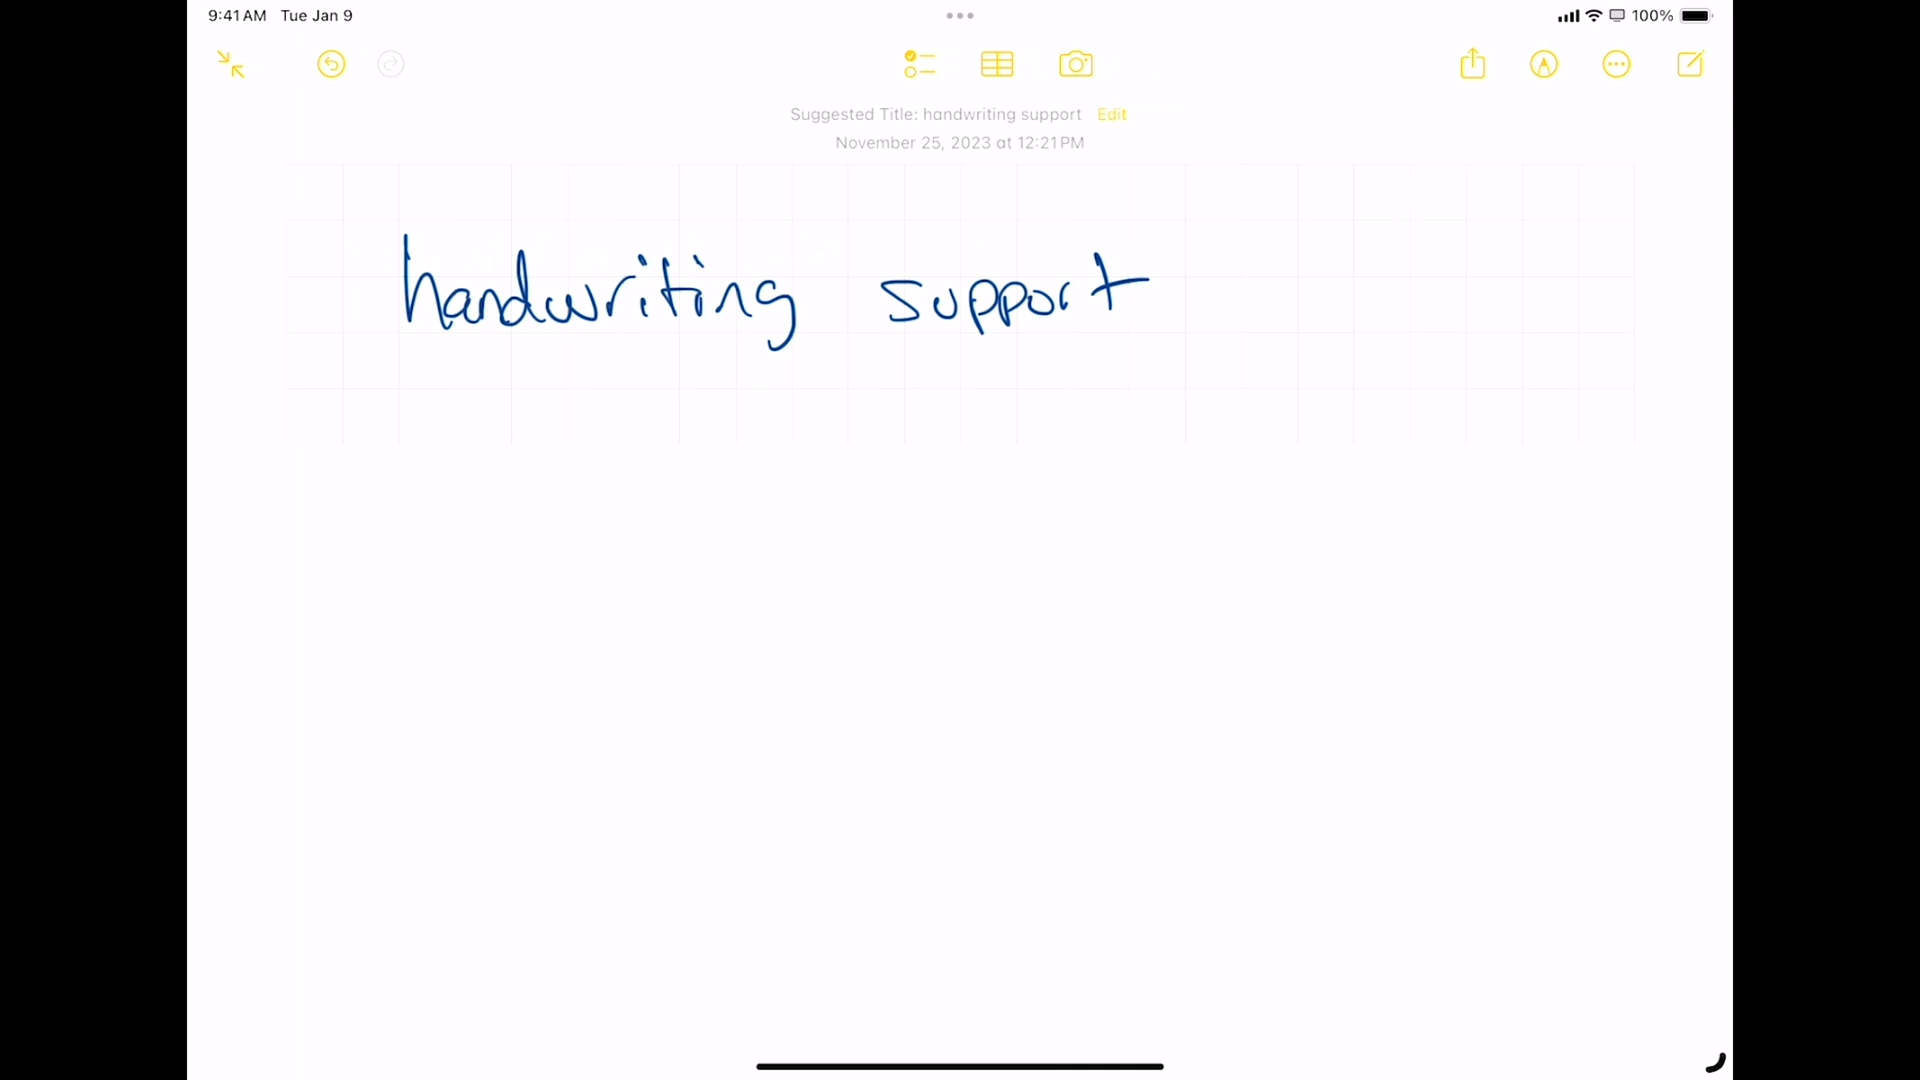 9:41 AM Tue Jan 9
100%
Suggested Title: handwriting support Edit
November 25, 2023 at 12:21 PM
handwriting support